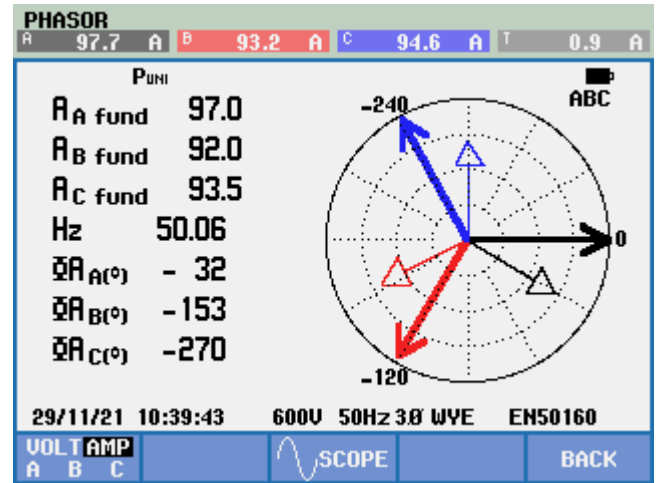 PHASOR
A 97.7 A B 93.2 A C 94.6 A T 0.9 A
PUNI
ABC
AA fund 97.0
AB fund 92.0
AC fund 93.5
Hz 50.06
ΦAA(°) - 32
ΦAB(°) -153
ΦAC(°) -270
-240
0
-120
29/11/21 10:39:43 600V 50Hz 3Ø WYE EN50160
VOLT AMP
A B C
SCOPE
BACK